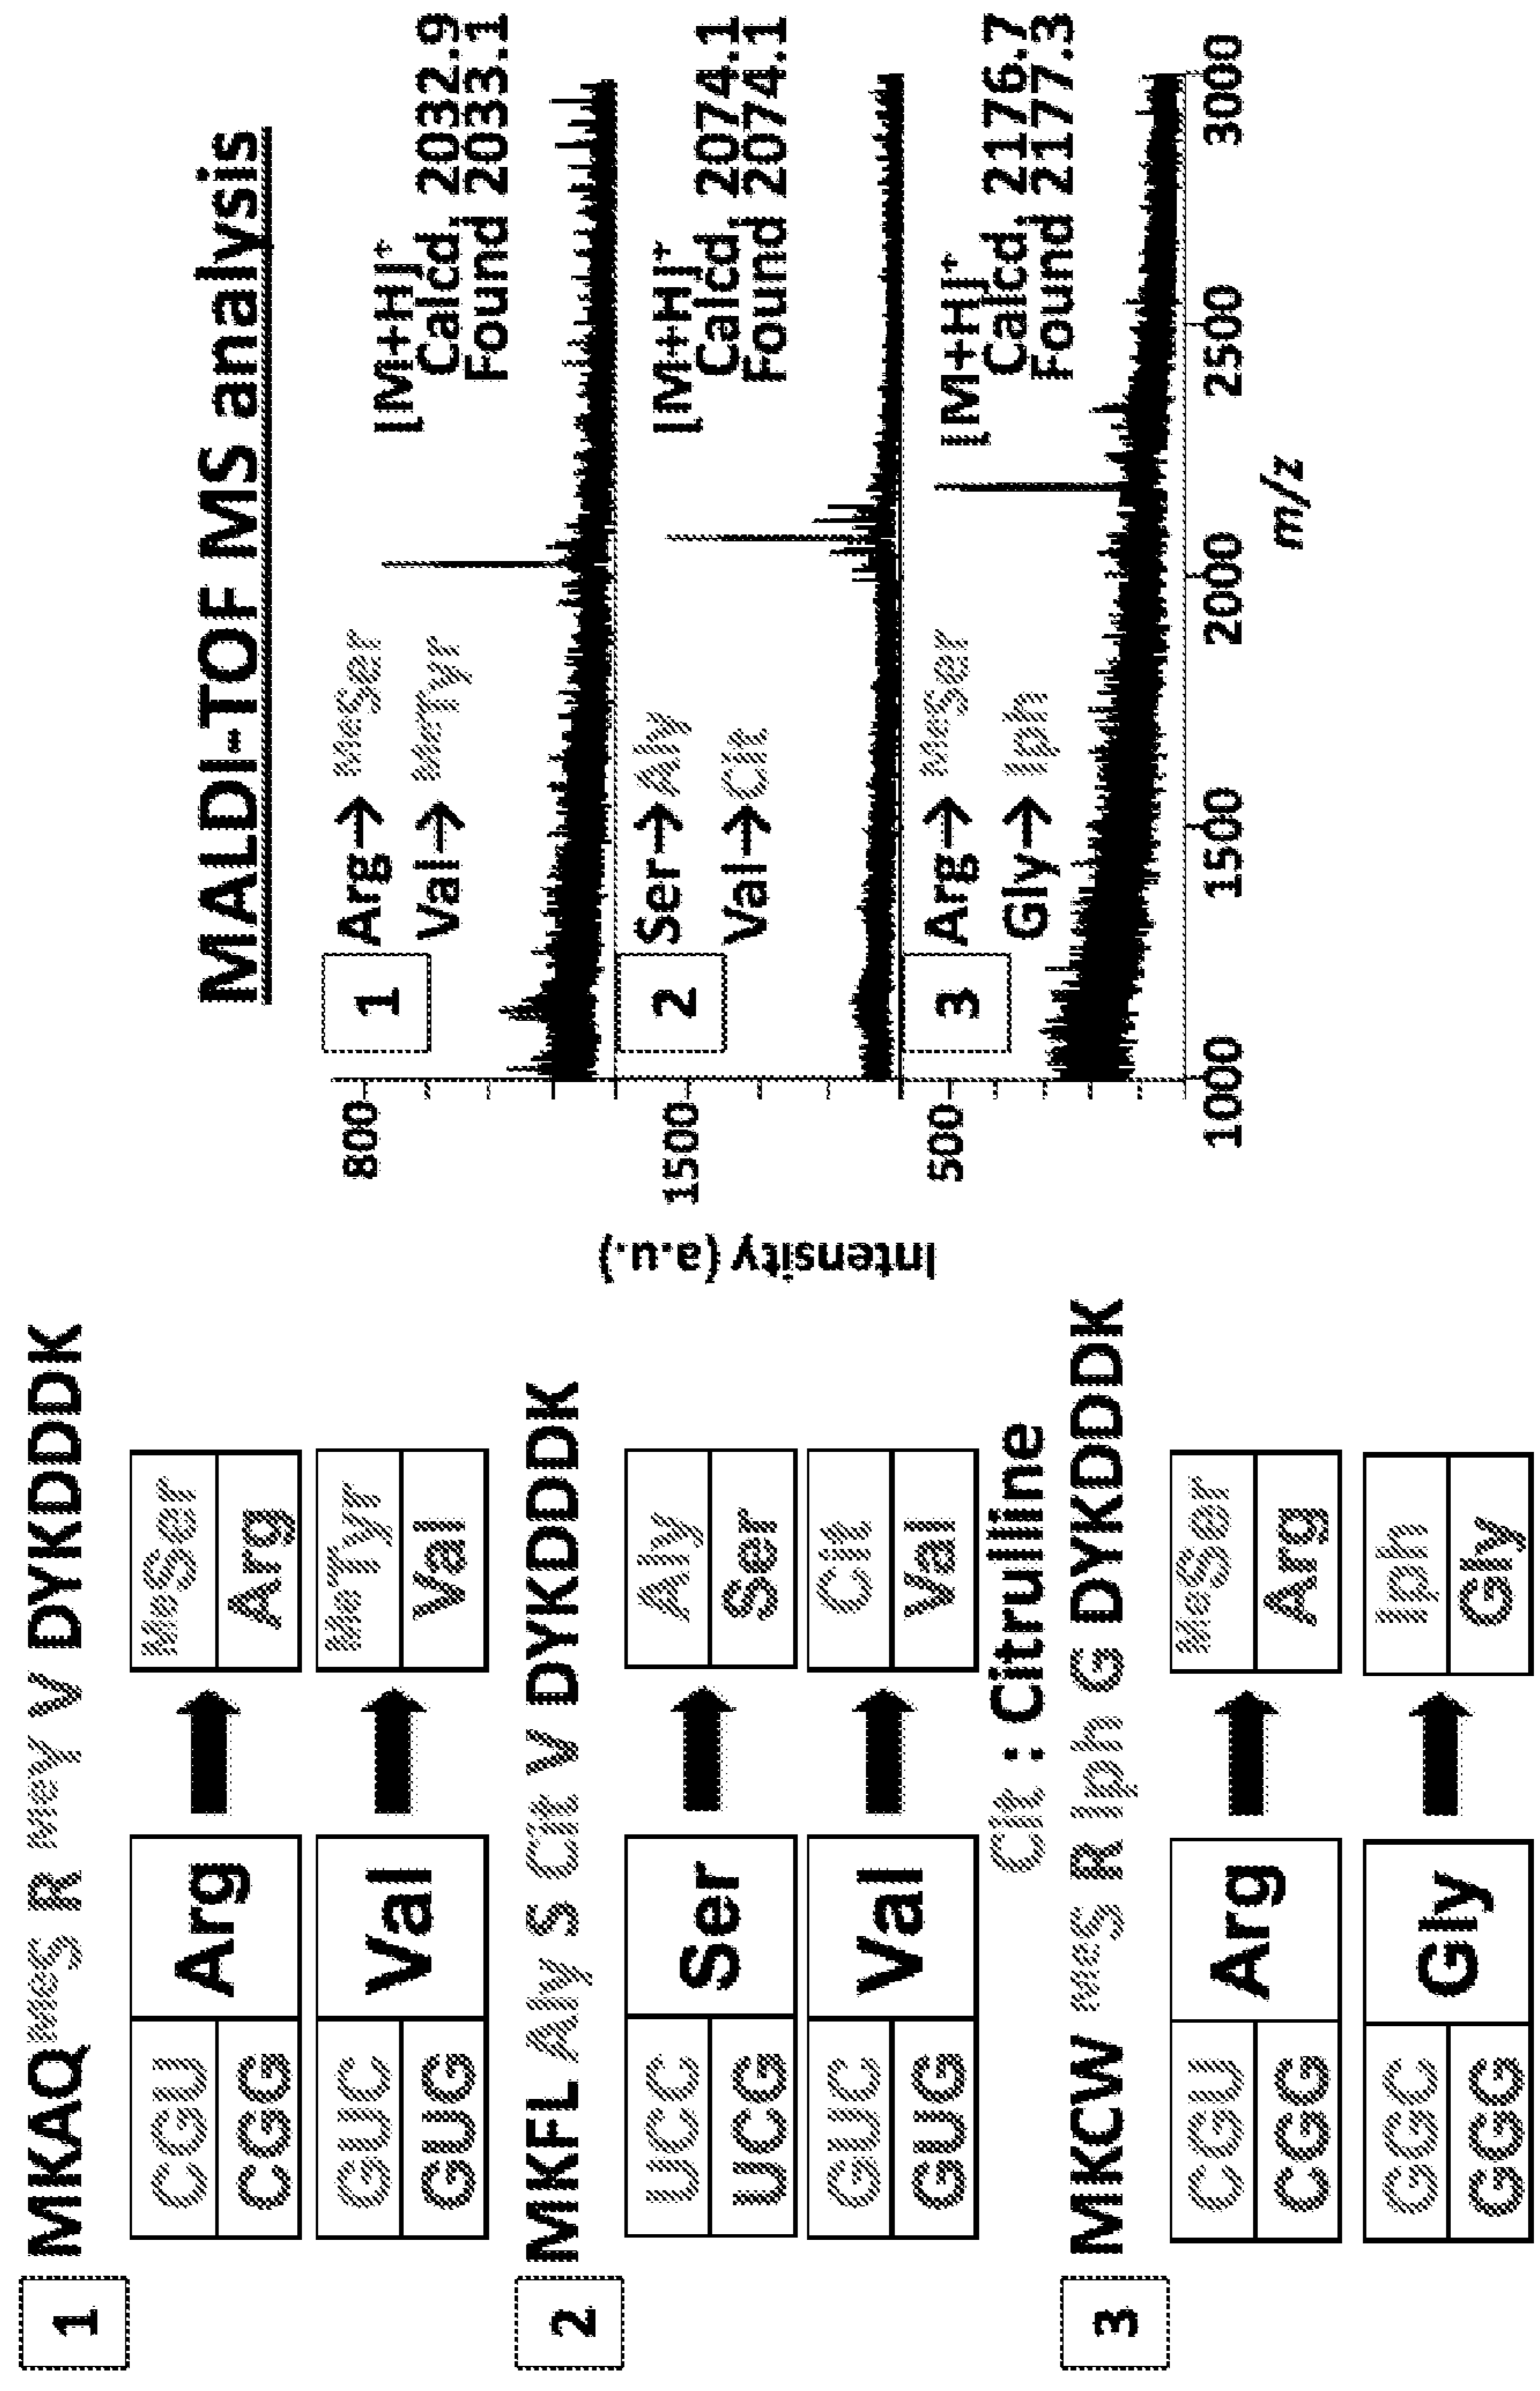 1 MKAQ MeS R MeY V DYKDDDK
CGU
CGG
Arg
MeSer
Arg
GUC
GUG
Val
MeTyr
Val
2 MKFL Aly S Cit V DYKDDDK
UCC
UCG
Ser
Aly
Ser
GUC
GUG
Val
Cit
Val
Cit : Citrulline
3 MKCW MeS R Iph G DYKDDDK
CGU
CGG
Arg
MeSer
Arg
GGC
GGG
Gly
Iph
Gly
MALDI-TOF MS analysis
Intensity (a.u.)
800
1
Arg→ MeSer
Val→ MeTyr
[M+H]+
Calcd. 2032.9
Found 2033.1
1500
2
Ser→Aly
Val→Cit
[M+H]+
Calcd. 2074.1
Found 2074.1
500
3
Arg→ MeSer
Gly→ Iph
[M+H]+
Calcd. 2176.7
Found 2177.3
1000 1500 2000 2500 3000
m/z